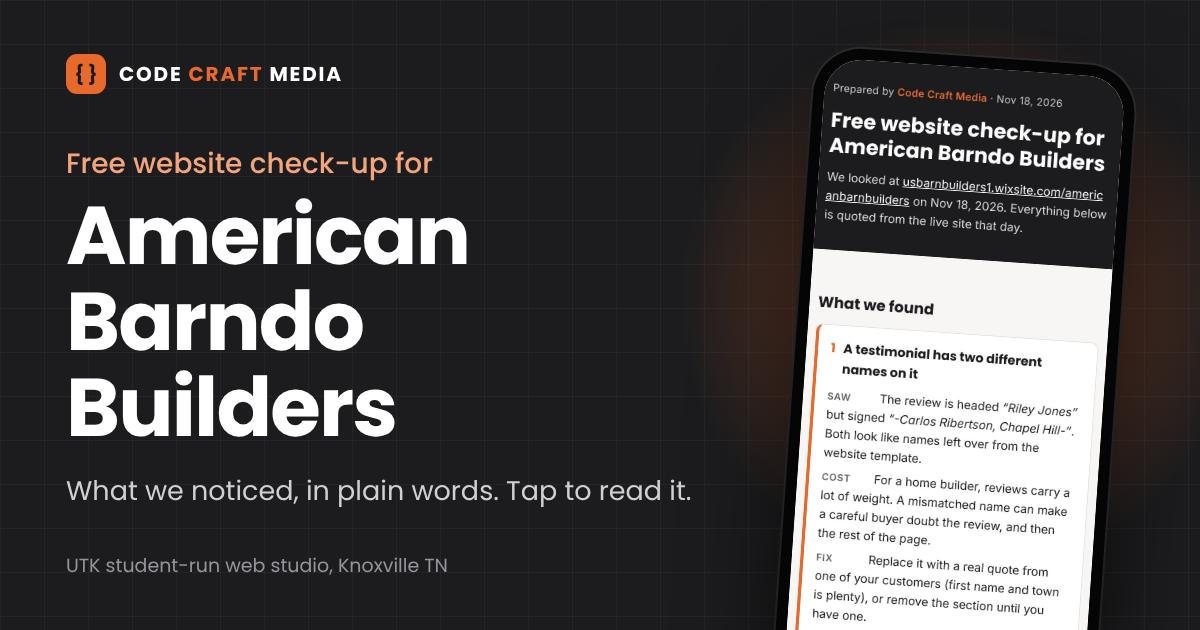 { } CODE CRAFT MEDIA
Free website check-up for
American
Barndo
Builders
What we noticed, in plain words. Tap to read it.
UTK student-run web studio, Knoxville TN
Prepared by Code Craft Media · Nov 18, 2026
Free website check-up for
American Barndo Builders
We looked at usbarnbuilders1.wixsite.com/americ
anbarnbuilders on Nov 18, 2026. Everything below
is quoted from the live site that day.
What we found
1 A testimonial has two different
names on it
SAW The review is headed “Riley Jones”
but signed “-Carlos Ribertson, Chapel Hill-”.
Both look like names left over from the
website template.
COST For a home builder, reviews carry a
lot of weight. A mismatched name can make
a careful buyer doubt the review, and then
the rest of the page.
FIX Replace it with a real quote from
one of your customers (first name and town
is plenty), or remove the section until you
have one.